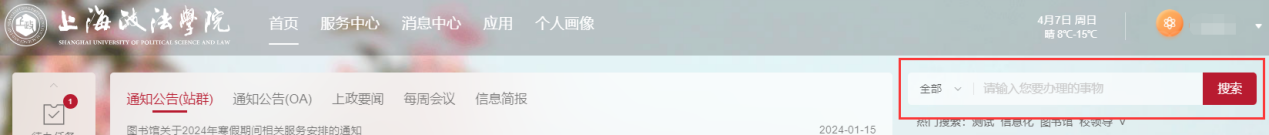 上海政法學院
SHANGHAI UNIVERSITY OF POLITICAL SCIENCE AND LAW
首页 服务中心 消息中心 应用 个人画像
4月7日 周日
晴 8℃-15℃
1
通知公告(站群) 通知公告(OA) 上政要闻 每周会议 信息简报
全部 请输入您要办理的事物 搜索
图书馆关于2024年寒假期间相关服务安排的通知 2024-01-15
热门搜索: 测试 信息化 图书馆 校领导